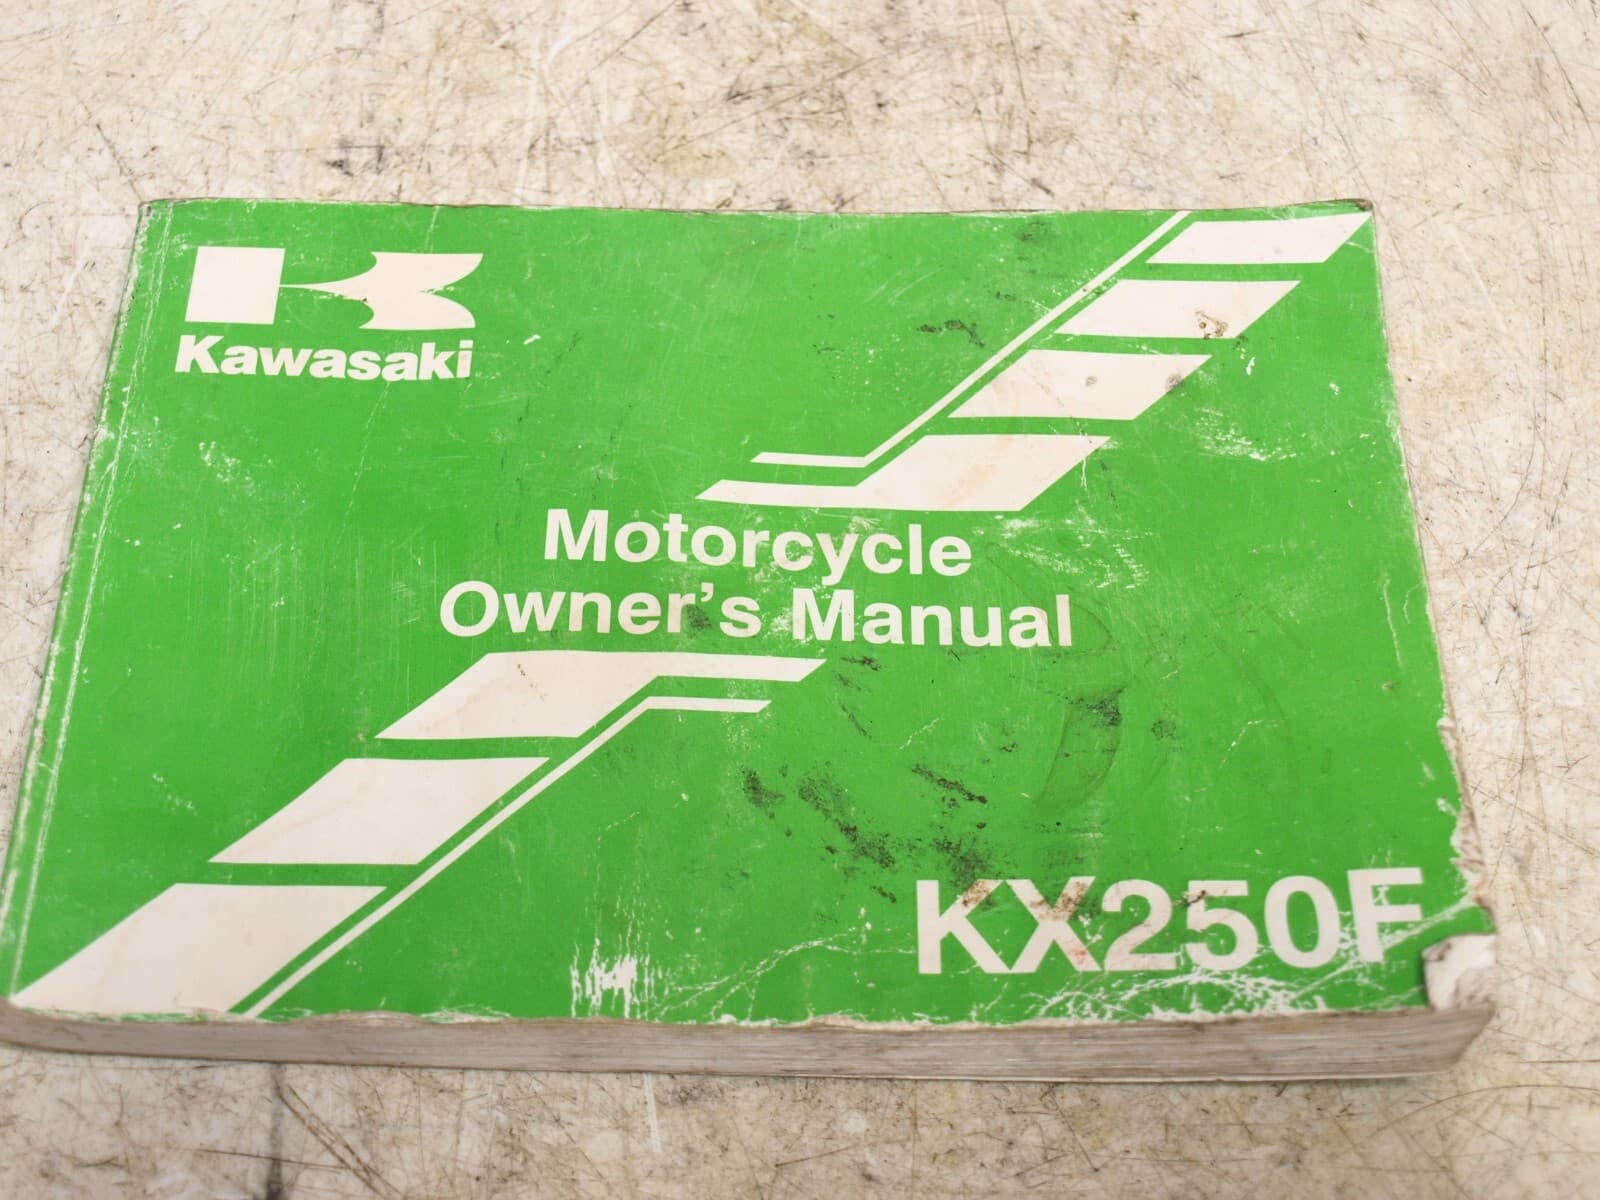 Kawasaki
Motorcycle
Owner's Manual
KX250F